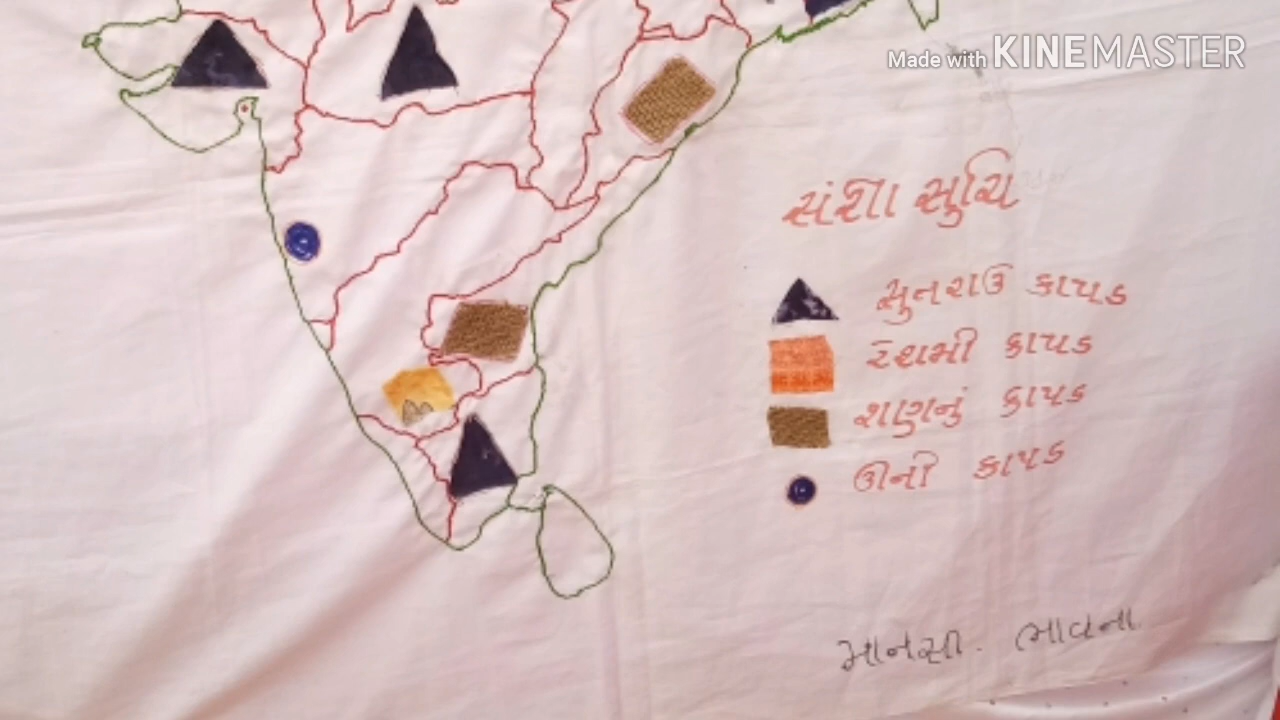 Made with KINEMASTER
સંજ્ઞા સુચિ
સુતરાઉ કાપડ
રેશમી કાપડ
શણનું કાપડ
ઊની કાપડ
માનસી. ભાવના